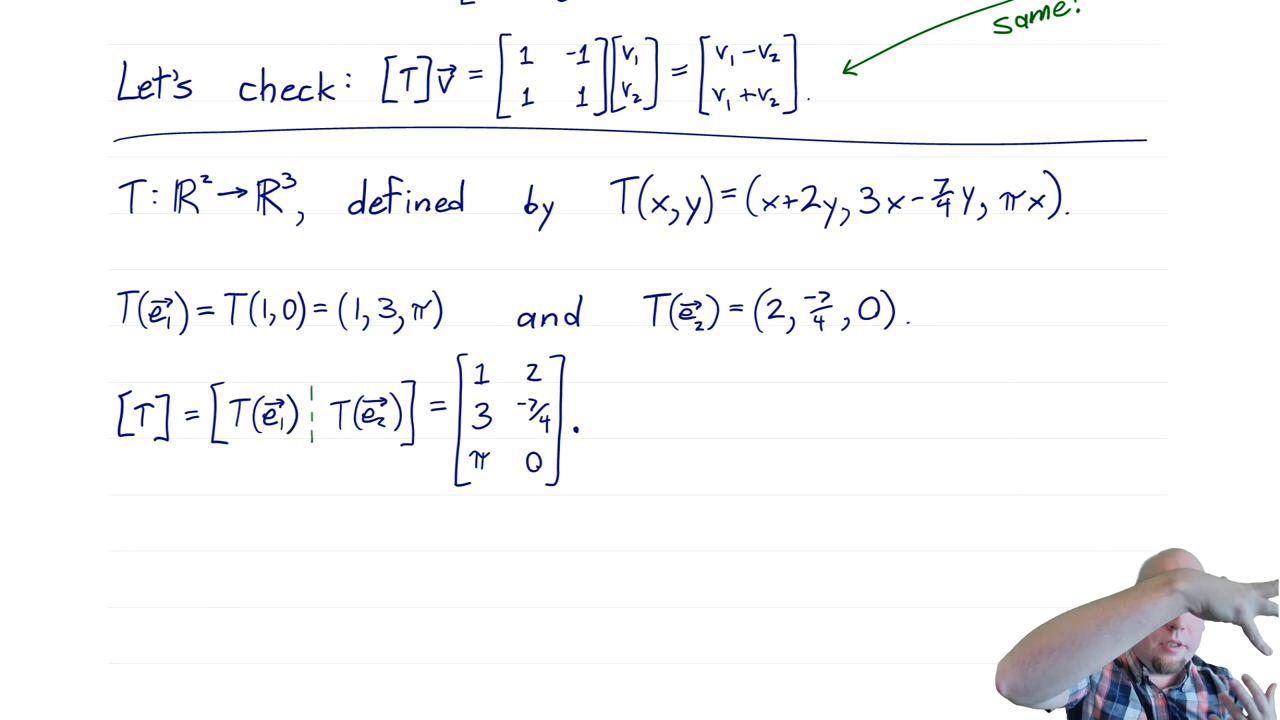 same!
Let's check: [T]v⃗ = [1 -1; 1 1][v₁; v₂] = [v₁ - v₂; v₁ + v₂].
T: ℝ² → ℝ³, defined by T(x,y) = (x+2y, 3x - 7/4 y, πx).
T(e⃗₁) = T(1,0) = (1, 3, π) and T(e⃗₂) = (2, -7/4, 0).
[T] = [T(e⃗₁) ¦ T(e⃗₂)] = [1 2; 3 -7/4; π 0].